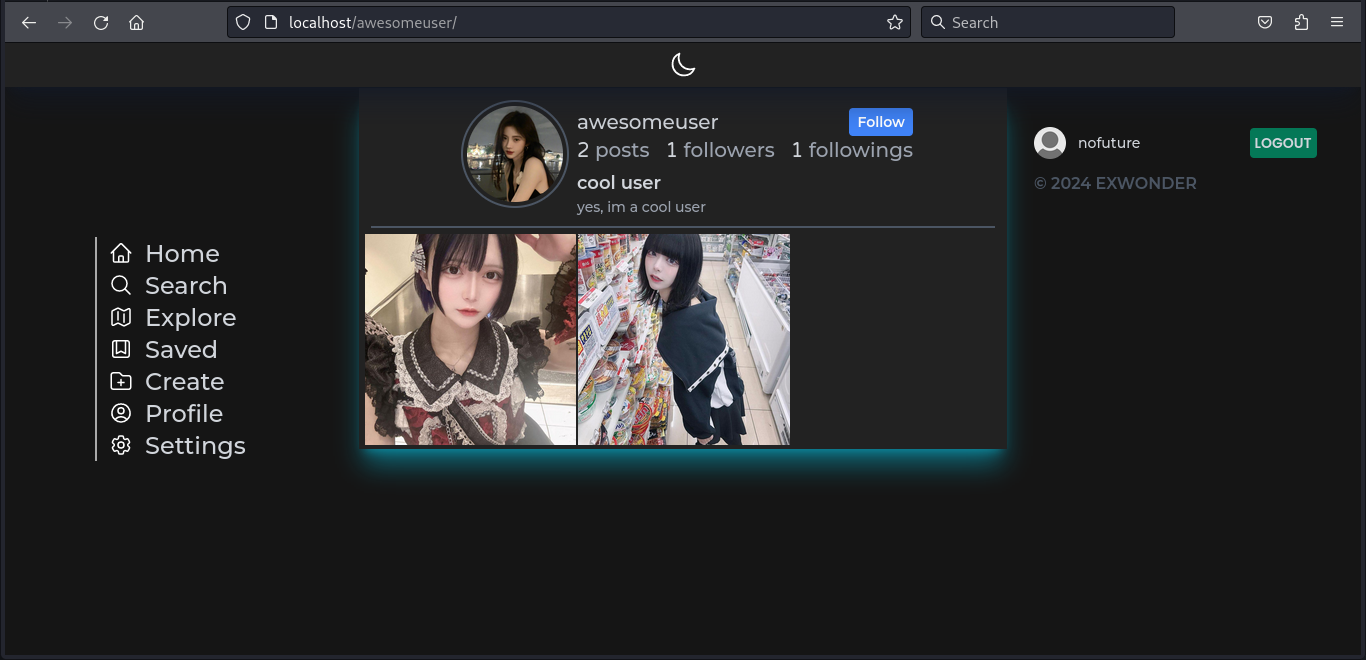 localhost/awesomeuser/
Search
awesomeuser
Follow
2 posts 1 followers 1 followings
cool user
yes, im a cool user
nofuture
LOGOUT
© 2024 EXWONDER
Home
Search
Explore
Saved
Create
Profile
Settings